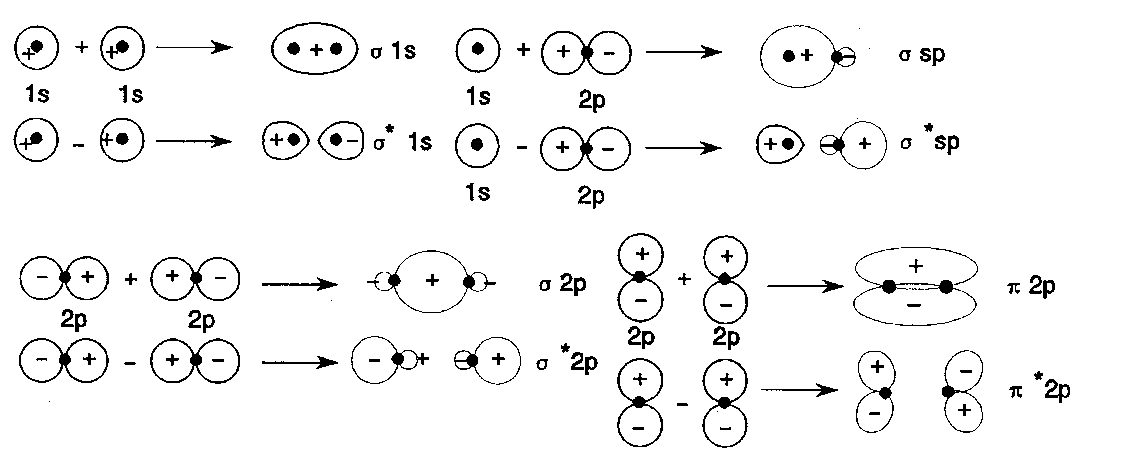 + + + + σ 1s + + - + σ sp
1s 1s 1s 2p
+ - + + - σ* 1s - + - + - + σ *sp
1s 2p
- + + + - - + - σ 2p + + + + - π 2p
- -
2p 2p 2p 2p
- + - + - - + - + σ *2p + - + + - π *2p
- - - +